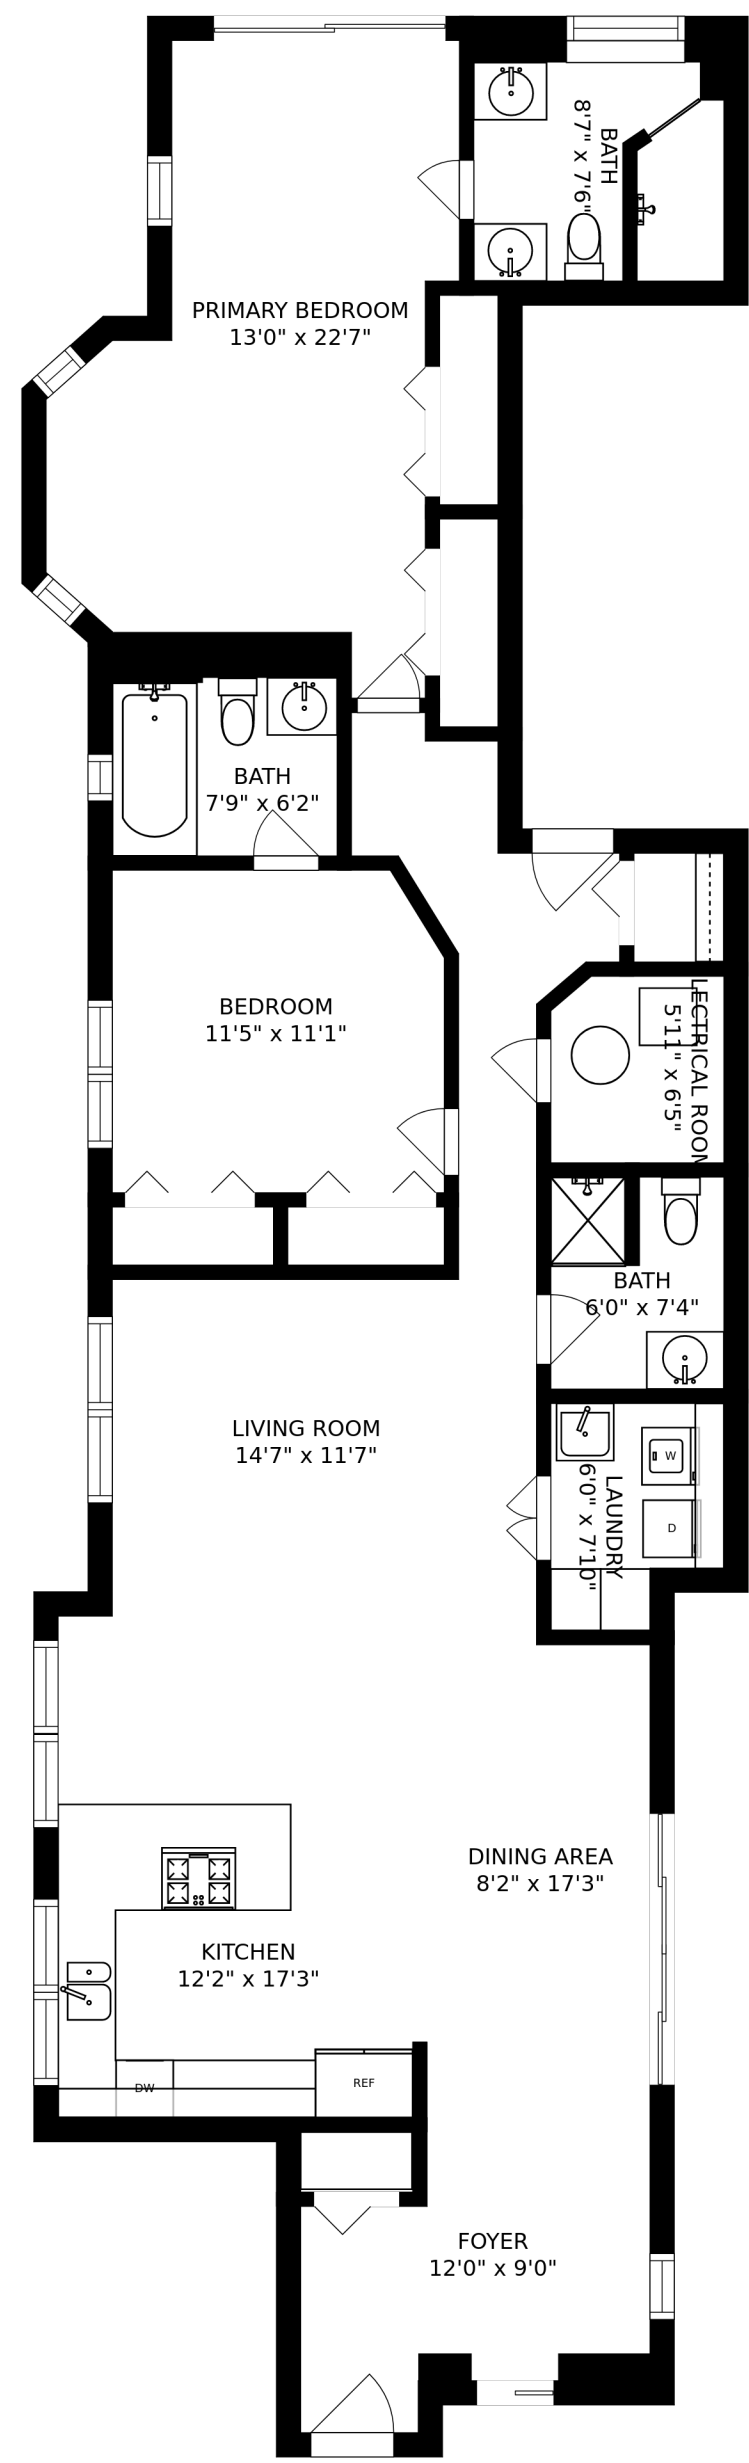 BATH
8'7" x 7'6"
PRIMARY BEDROOM
13'0" x 22'7"
BATH
7'9" x 6'2"
BEDROOM
11'5" x 11'1"
LECTRICAL ROOM
5'11" x 6'5"
BATH
6'0" x 7'4"
LIVING ROOM
14'7" x 11'7"
W
LAUNDRY
6'0" x 7'10"
D
DINING AREA
8'2" x 17'3"
KITCHEN
12'2" x 17'3"
REF
DW
FOYER
12'0" x 9'0"